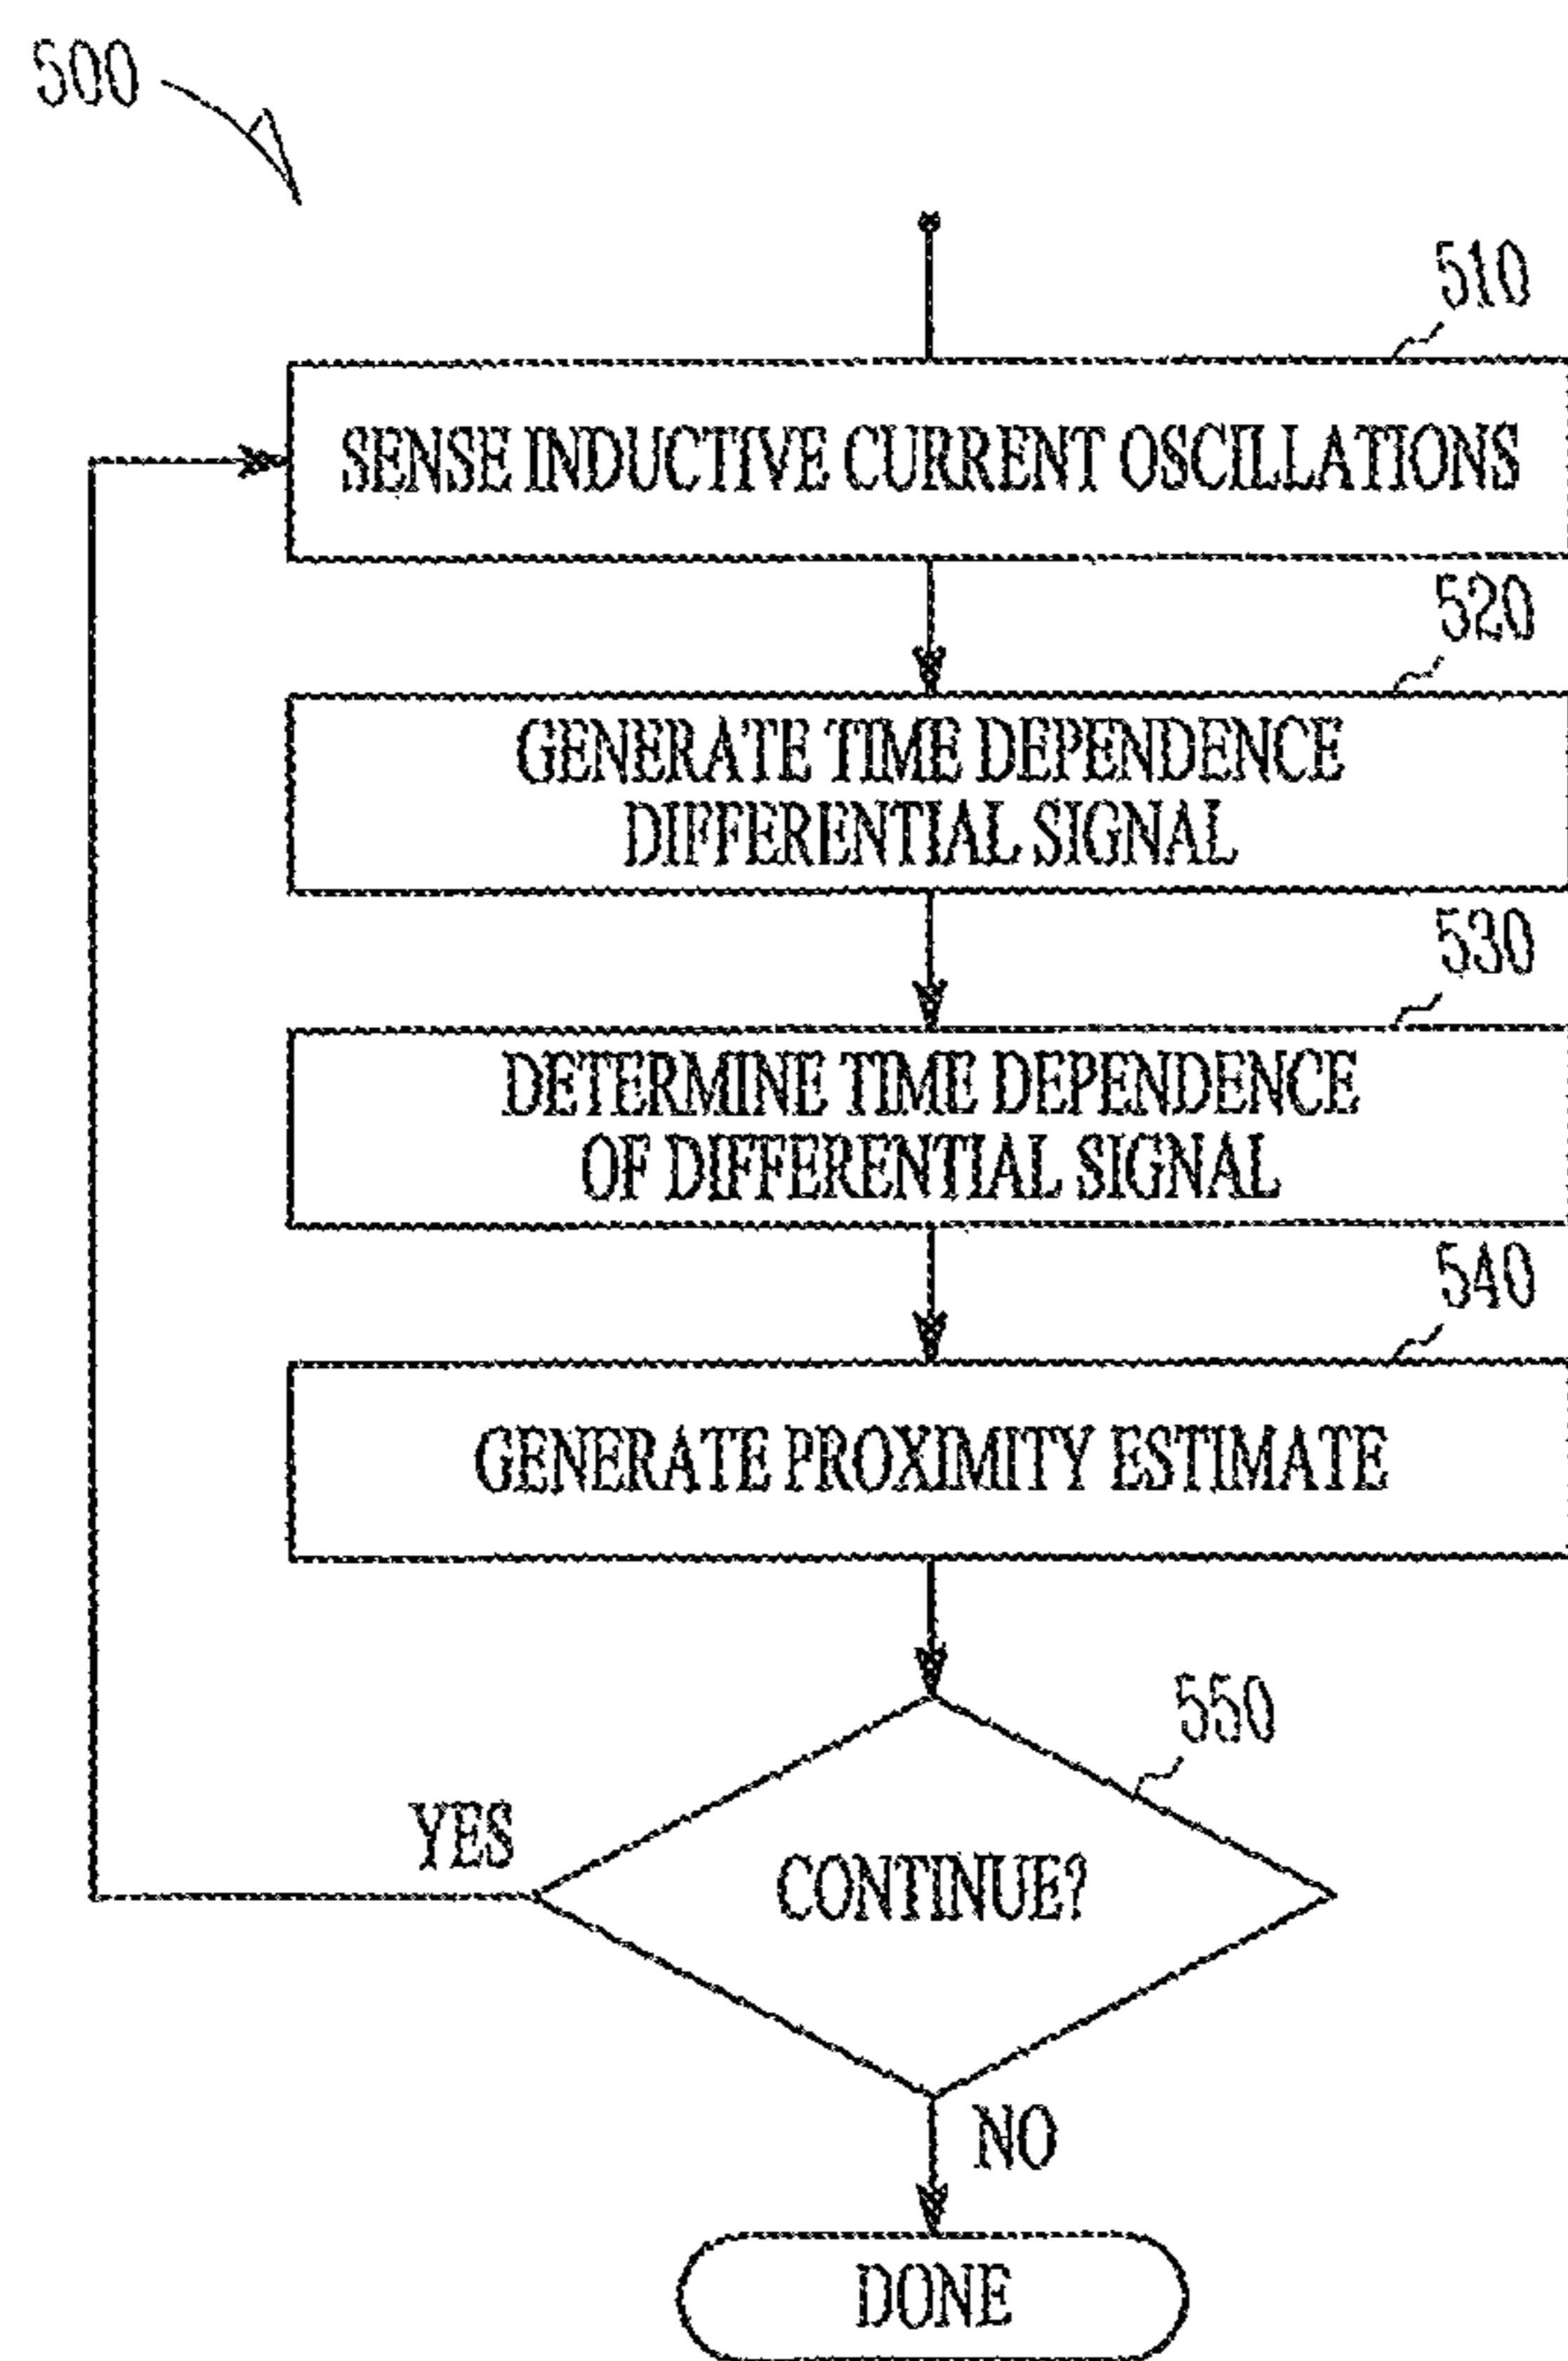 500
510
SENSE INDUCTIVE CURRENT OSCILLATIONS
520
GENERATE TIME DEPENDENCE
DIFFERENTIAL SIGNAL
530
DETERMINE TIME DEPENDENCE
OF DIFFERENTIAL SIGNAL
540
GENERATE PROXIMITY ESTIMATE
550
YES
CONTINUE?
NO
DONE